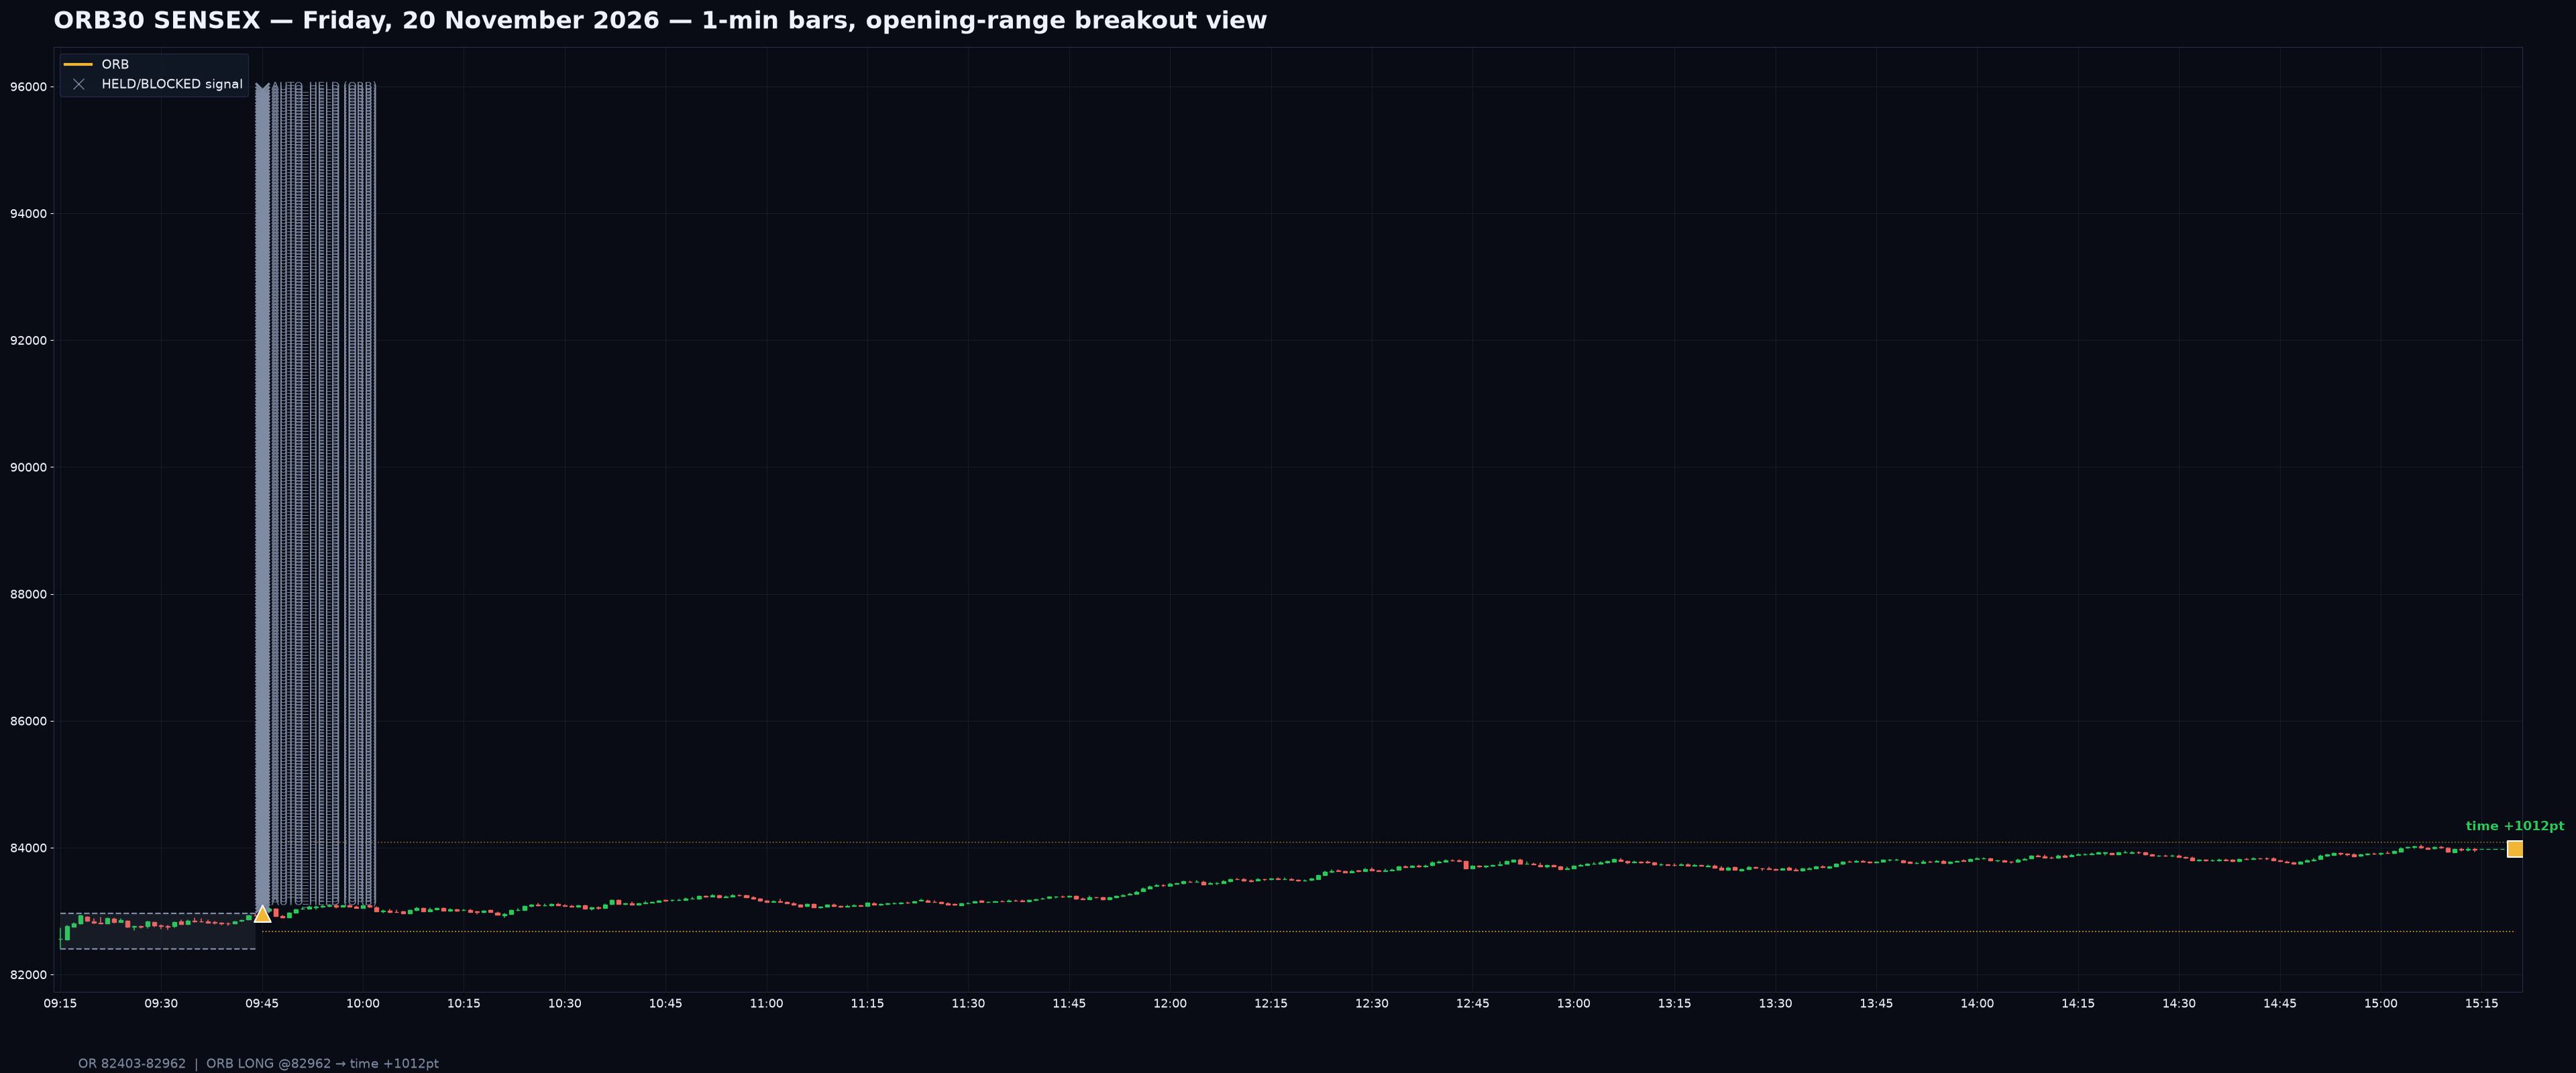 ORB30 SENSEX — Friday, 20 November 2026 — 1-min bars, opening-range breakout view
ORB
HELD/BLOCKED signal
AUTO_HELD (ORB)
96000
94000
92000
90000
88000
86000
84000
82000
time +1012pt
09:15 09:30 09:45 10:00 10:15 10:30 10:45 11:00 11:15 11:30 11:45 12:00 12:15 12:30 12:45 13:00 13:15 13:30 13:45 14:00 14:15 14:30 14:45 15:00 15:15
OR 82403-82962 | ORB LONG @82962 → time +1012pt